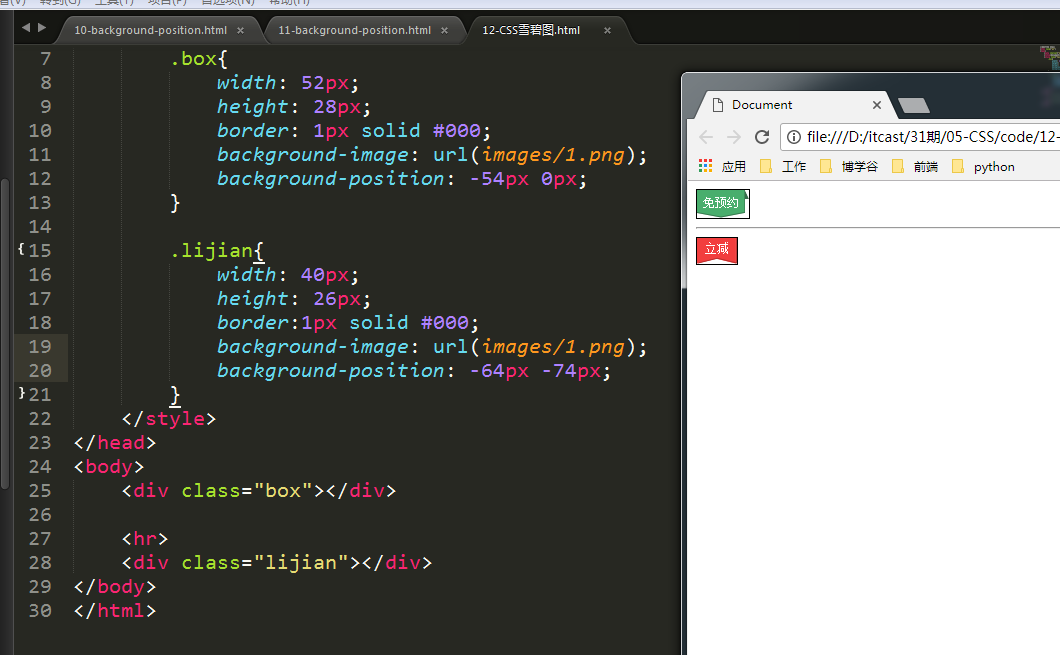 10-background-position.html
11-background-position.html
12-CSS雪碧图.html
7 .box{
8 width: 52px;
9 height: 28px;
10 border: 1px solid #000;
11 background-image: url(images/1.png);
12 background-position: -54px 0px;
13 }
14
15 .lijian{
16 width: 40px;
17 height: 26px;
18 border:1px solid #000;
19 background-image: url(images/1.png);
20 background-position: -64px -74px;
21 }
22 </style>
23 </head>
24 <body>
25 <div class="box"></div>
26
27 <hr>
28 <div class="lijian"></div>
29 </body>
30 </html>
Document
file:///D:/itcast/31期/05-CSS/code/12-
应用 工作 博学谷 前端 python
免预约
立减